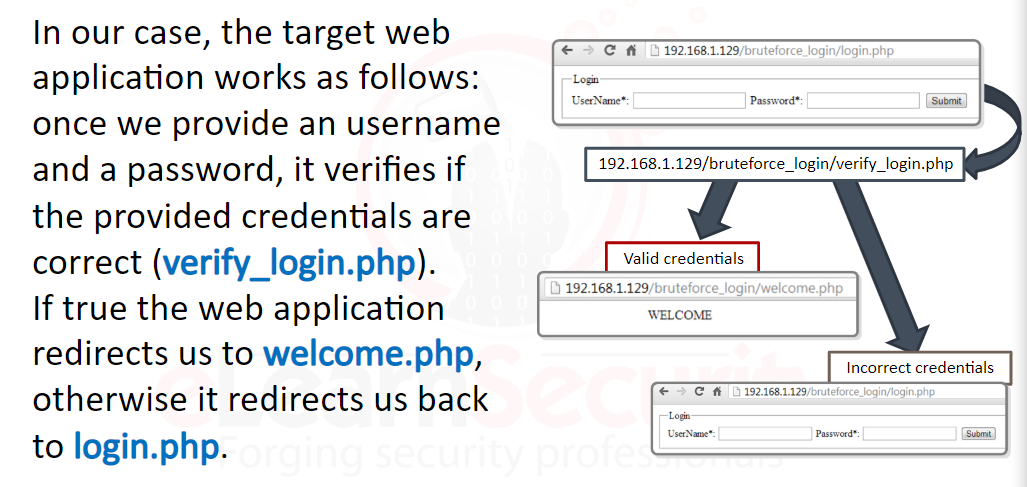 In our case, the target web
application works as follows:
once we provide an username
and a password, it verifies if
the provided credentials are
correct (verify_login.php).
If true the web application
redirects us to welcome.php,
otherwise it redirects us back
to login.php.
192.168.1.129/bruteforce_login/login.php
Login
UserName*: Password*: Submit
192.168.1.129/bruteforce_login/verify_login.php
Valid credentials
192.168.1.129/bruteforce_login/welcome.php
WELCOME
Incorrect credentials
192.168.1.129/bruteforce_login/login.php
Login
UserName*: Password*: Submit
eLearnSecurit
Forging security professionals